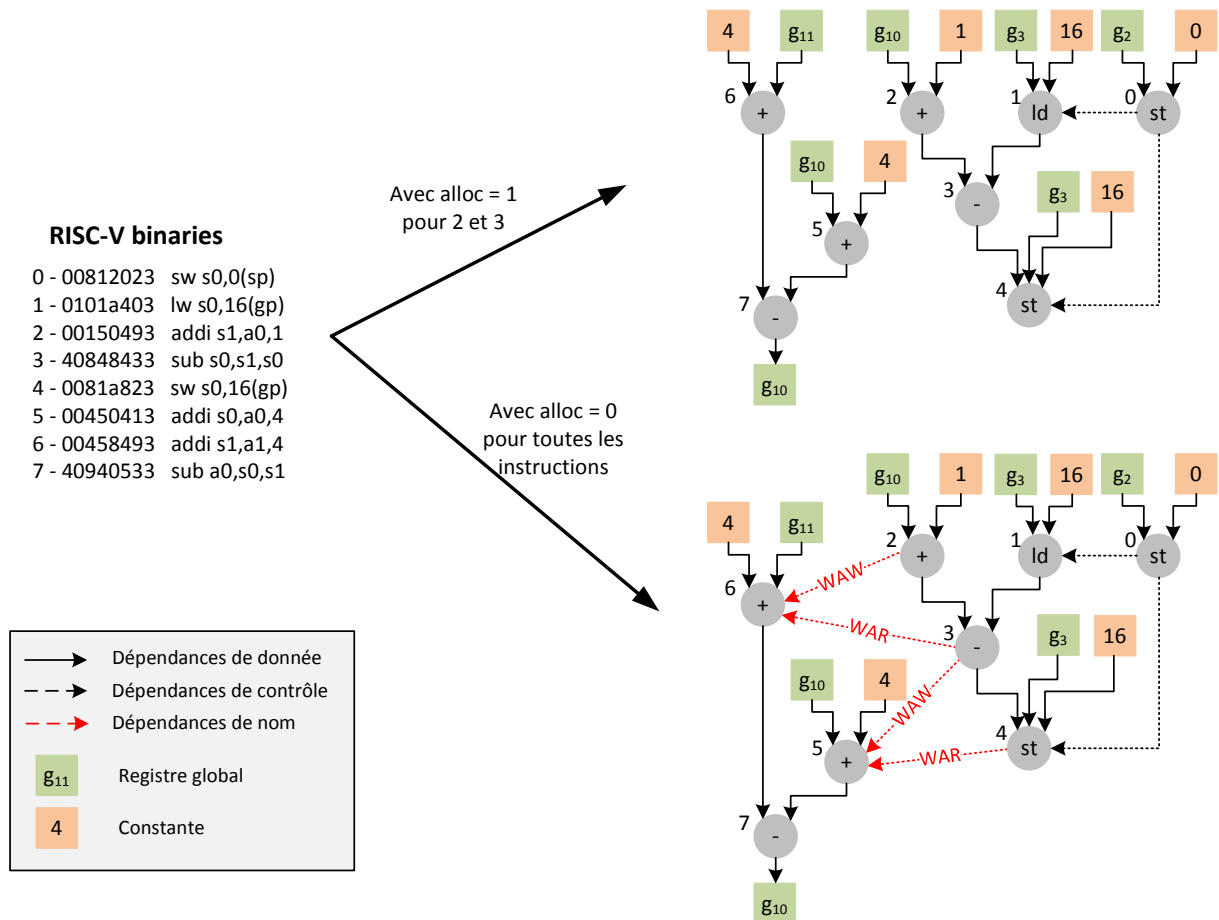 RISC-V binaries
0 - 00812023 sw s0,0(sp)
1 - 0101a403 lw s0,16(gp)
2 - 00150493 addi s1,a0,1
3 - 40848433 sub s0,s1,s0
4 - 0081a823 sw s0,16(gp)
5 - 00450413 addi s0,a0,4
6 - 00458493 addi s1,a1,4
7 - 40940533 sub a0,s0,s1
Avec alloc = 1
pour 2 et 3
Avec alloc = 0
pour toutes les
instructions
4 g11 g10 1 g3 16 g2 0
6 + 2 + 1 ld 0 st
g10 4
3 - g3 16
5 +
4 st
7 -
g10
g10 1 g3 16 g2 0
4 g11
2 + 1 ld 0 st
WAW
6 +
WAR
3 - g3 16
g10 4
WAW
5 + WAR 4 st
7 -
g10
Dépendances de donnée
Dépendances de contrôle
Dépendances de nom
g11 Registre global
4 Constante